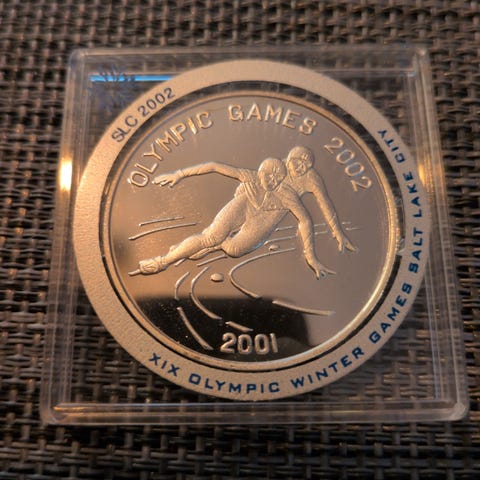 SLC 2002
OLYMPIC GAMES 2002
2001
XIX OLYMPIC WINTER GAMES SALT LAKE CITY